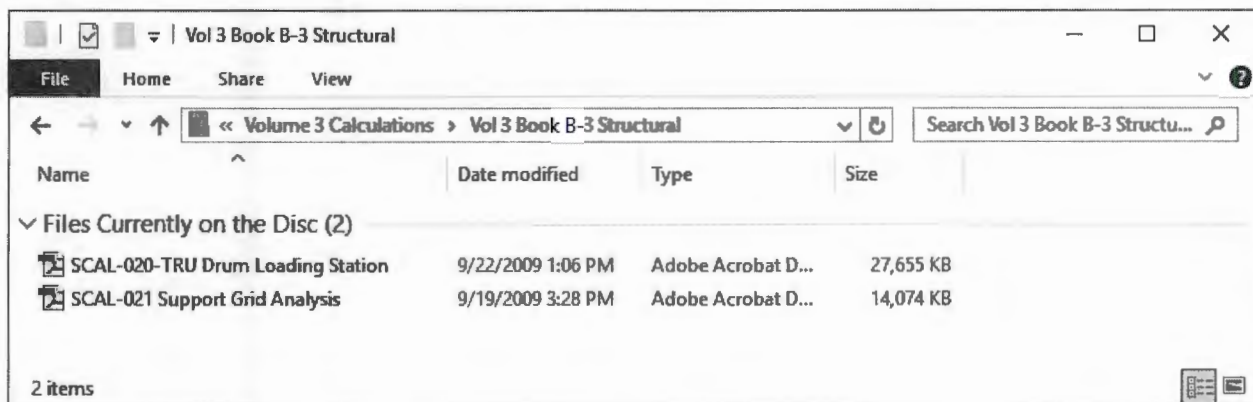 Vol 3 Book B-3 Structural
File Home Share View
« Volume 3 Calculations > Vol 3 Book B-3 Structural Search Vol 3 Book B-3 Structu...
Name Date modified Type Size
Files Currently on the Disc (2)
SCAL-020-TRU Drum Loading Station 9/22/2009 1:06 PM Adobe Acrobat D... 27,655 KB
SCAL-021 Support Grid Analysis 9/19/2009 3:28 PM Adobe Acrobat D... 14,074 KB
2 items